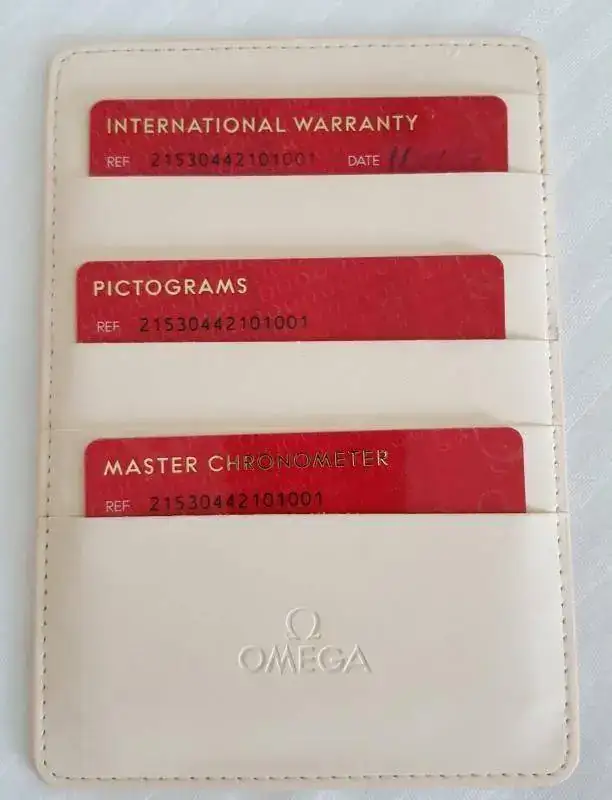 INTERNATIONAL WARRANTY
REF 21530442101001 DATE
PICTOGRAMS
REF 21530442101001
MASTER CHRONOMETER
REF 21530442101001
Ω
OMEGA